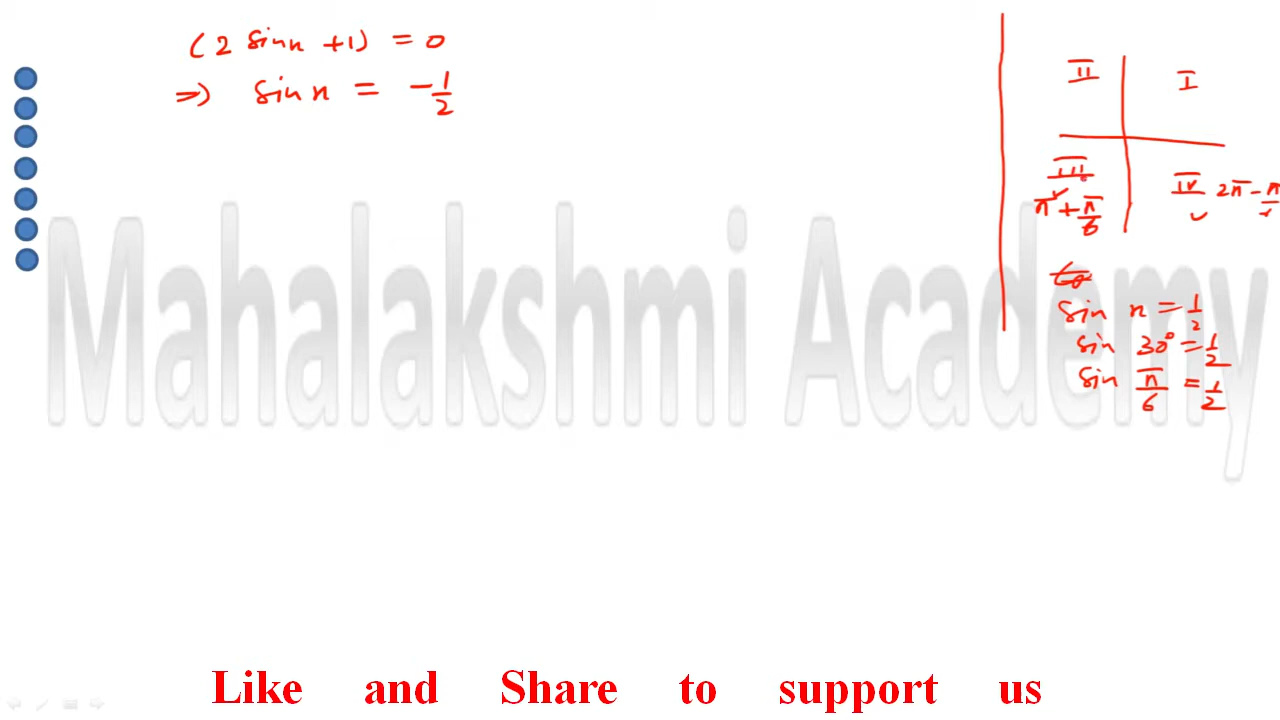 (2 sinx +1) = 0
⇒ sin x = -1/2
II I
III IV 2π - π
π + π/6
sin x = 1/2
sin 30° = 1/2
sin π/6 = 1/2
Mahalakshmi Academy
Like and Share to support us